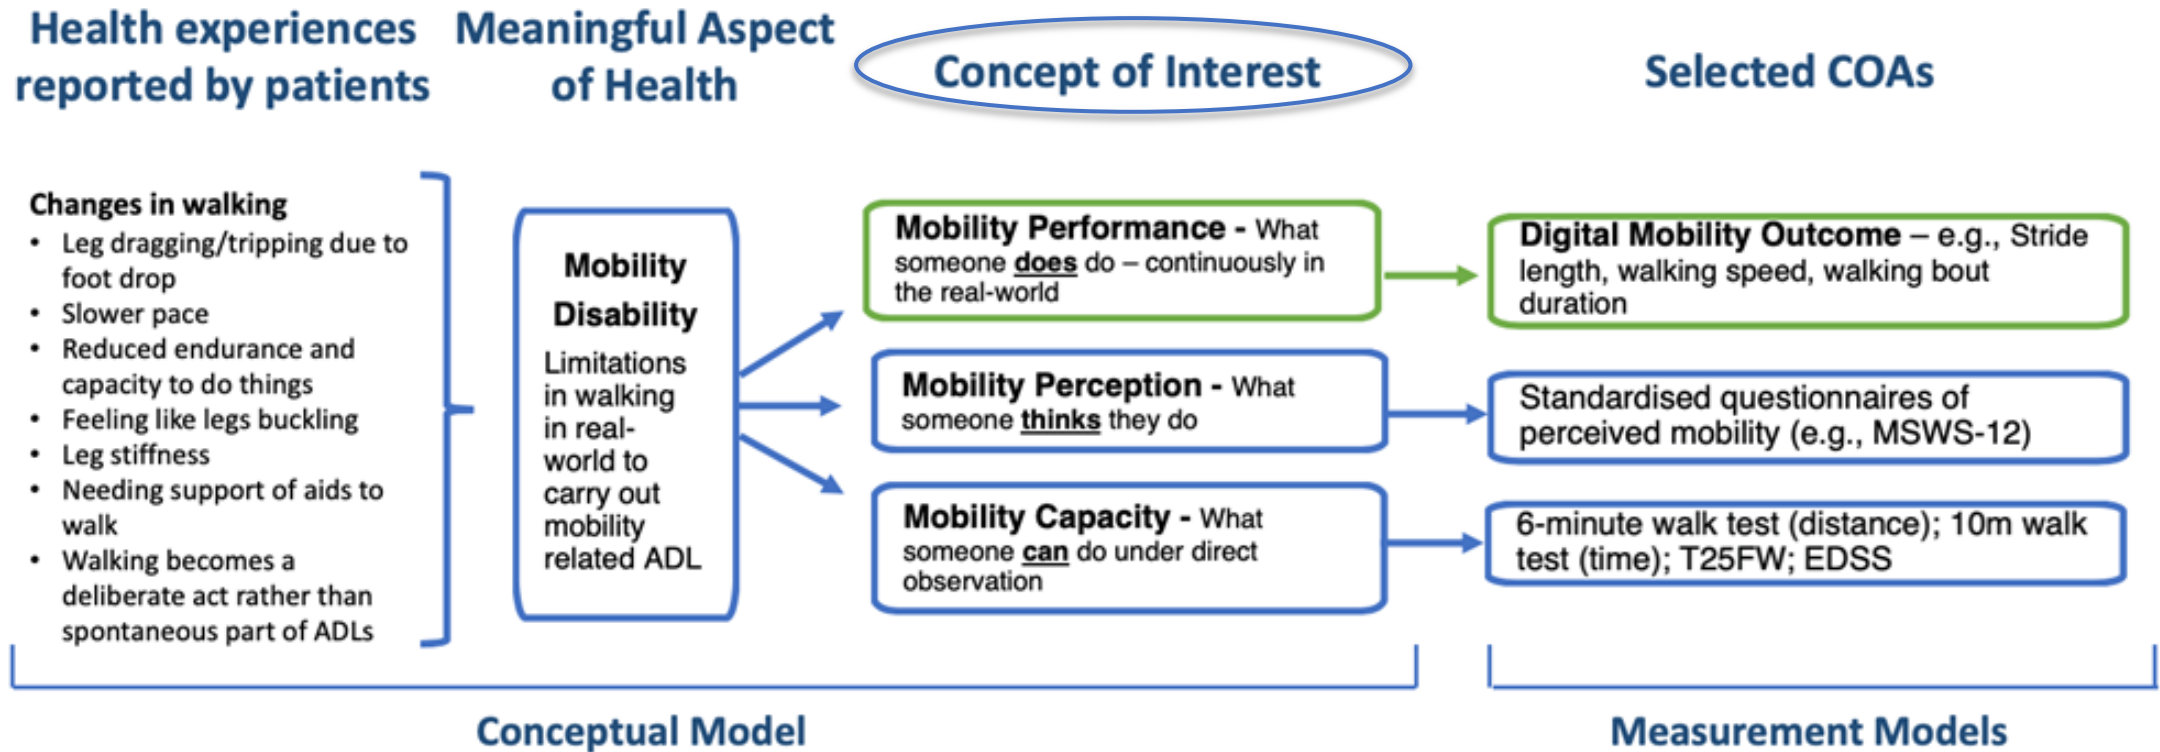 Health experiences
reported by patients
Meaningful Aspect
of Health
Concept of Interest
Selected COAs
Changes in walking
• Leg dragging/tripping due to
foot drop
• Slower pace
• Reduced endurance and
capacity to do things
• Feeling like legs buckling
• Leg stiffness
• Needing support of aids to
walk
• Walking becomes a
deliberate act rather than
spontaneous part of ADLs
Mobility
Disability
Limitations
in walking
in real-
world to
carry out
mobility
related ADL
Mobility Performance - What
someone does do – continuously in
the real-world
Mobility Perception - What
someone thinks they do
Mobility Capacity - What
someone can do under direct
observation
Digital Mobility Outcome – e.g., Stride
length, walking speed, walking bout
duration
Standardised questionnaires of
perceived mobility (e.g., MSWS-12)
6-minute walk test (distance); 10m walk
test (time); T25FW; EDSS
Conceptual Model
Measurement Models